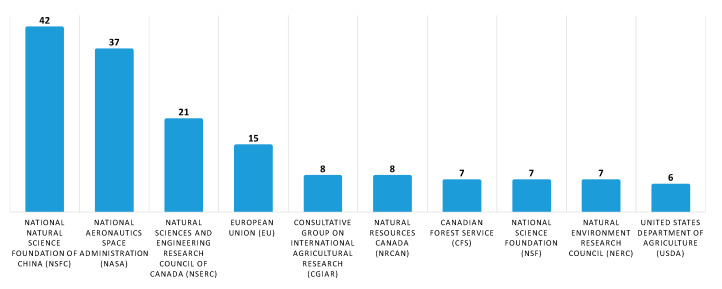 42
37
21
15
8
8
7
7
7
6
NATIONAL
NATURAL
SCIENCE
FOUNDATION OF
CHINA (NSFC)
NATIONAL
AERONAUTICS
SPACE
ADMINISTRATION
(NASA)
NATURAL
SCIENCES AND
ENGINEERING
RESEARCH
COUNCIL OF
CANADA (NSERC)
EUROPEAN
UNION (EU)
CONSULTATIVE
GROUP ON
INTERNATIONAL
AGRICULTURAL
RESEARCH
(CGIAR)
NATURAL
RESOURCES
CANADA
(NRCAN)
CANADIAN
FOREST SERVICE
(CFS)
NATIONAL
SCIENCE
FOUNDATION
(NSF)
NATURAL
ENVIRONMENT
RESEARCH
COUNCIL (NERC)
UNITED STATES
DEPARTMENT OF
AGRICULTURE
(USDA)